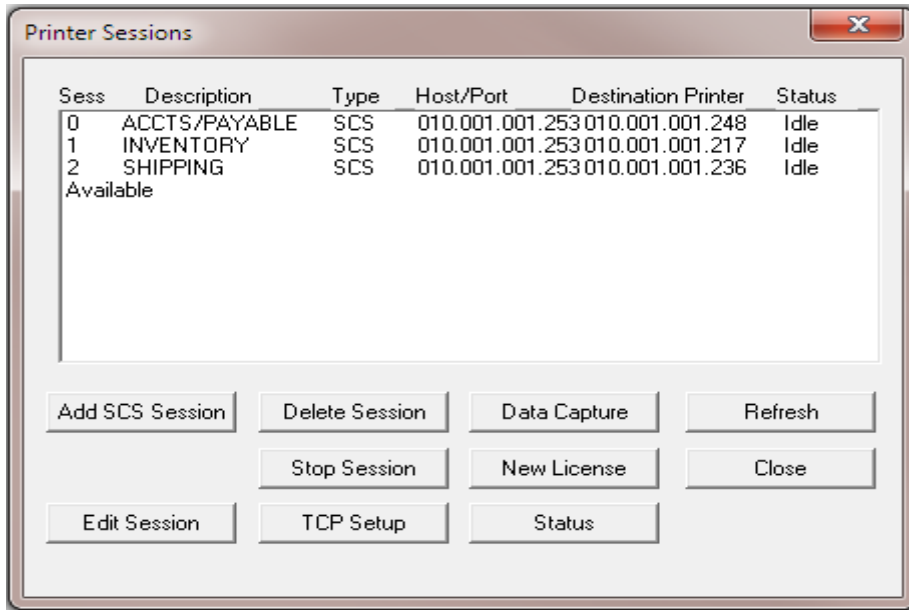 Printer Sessions
Sess Description Type Host/Port Destination Printer Status
0 ACCTS/PAYABLE SCS 010.001.001.253 010.001.001.248 Idle
1 INVENTORY SCS 010.001.001.253 010.001.001.217 Idle
2 SHIPPING SCS 010.001.001.253 010.001.001.236 Idle
Available
Add SCS Session Delete Session Data Capture Refresh
Stop Session New License Close
Edit Session TCP Setup Status